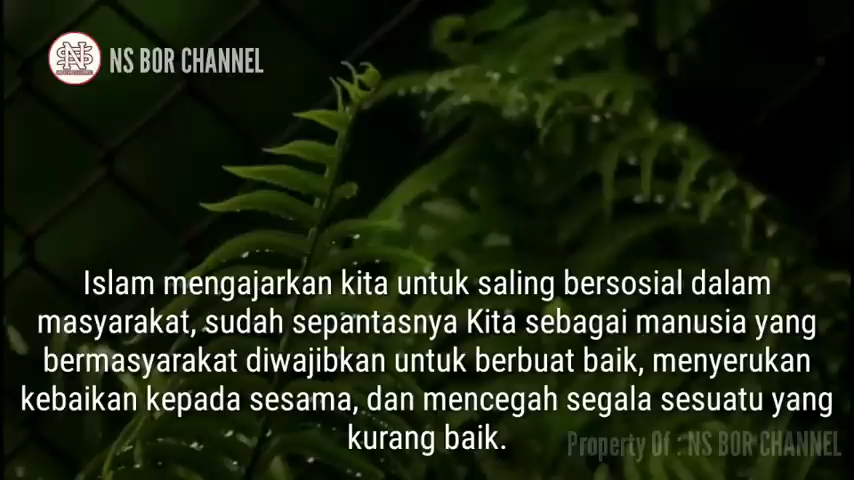 NS BOR CHANNEL
Islam mengajarkan kita untuk saling bersosial dalam
masyarakat, sudah sepantasnya Kita sebagai manusia yang
bermasyarakat diwajibkan untuk berbuat baik, menyerukan
kebaikan kepada sesama, dan mencegah segala sesuatu yang
kurang baik.
Property Of : NS BOR CHANNEL